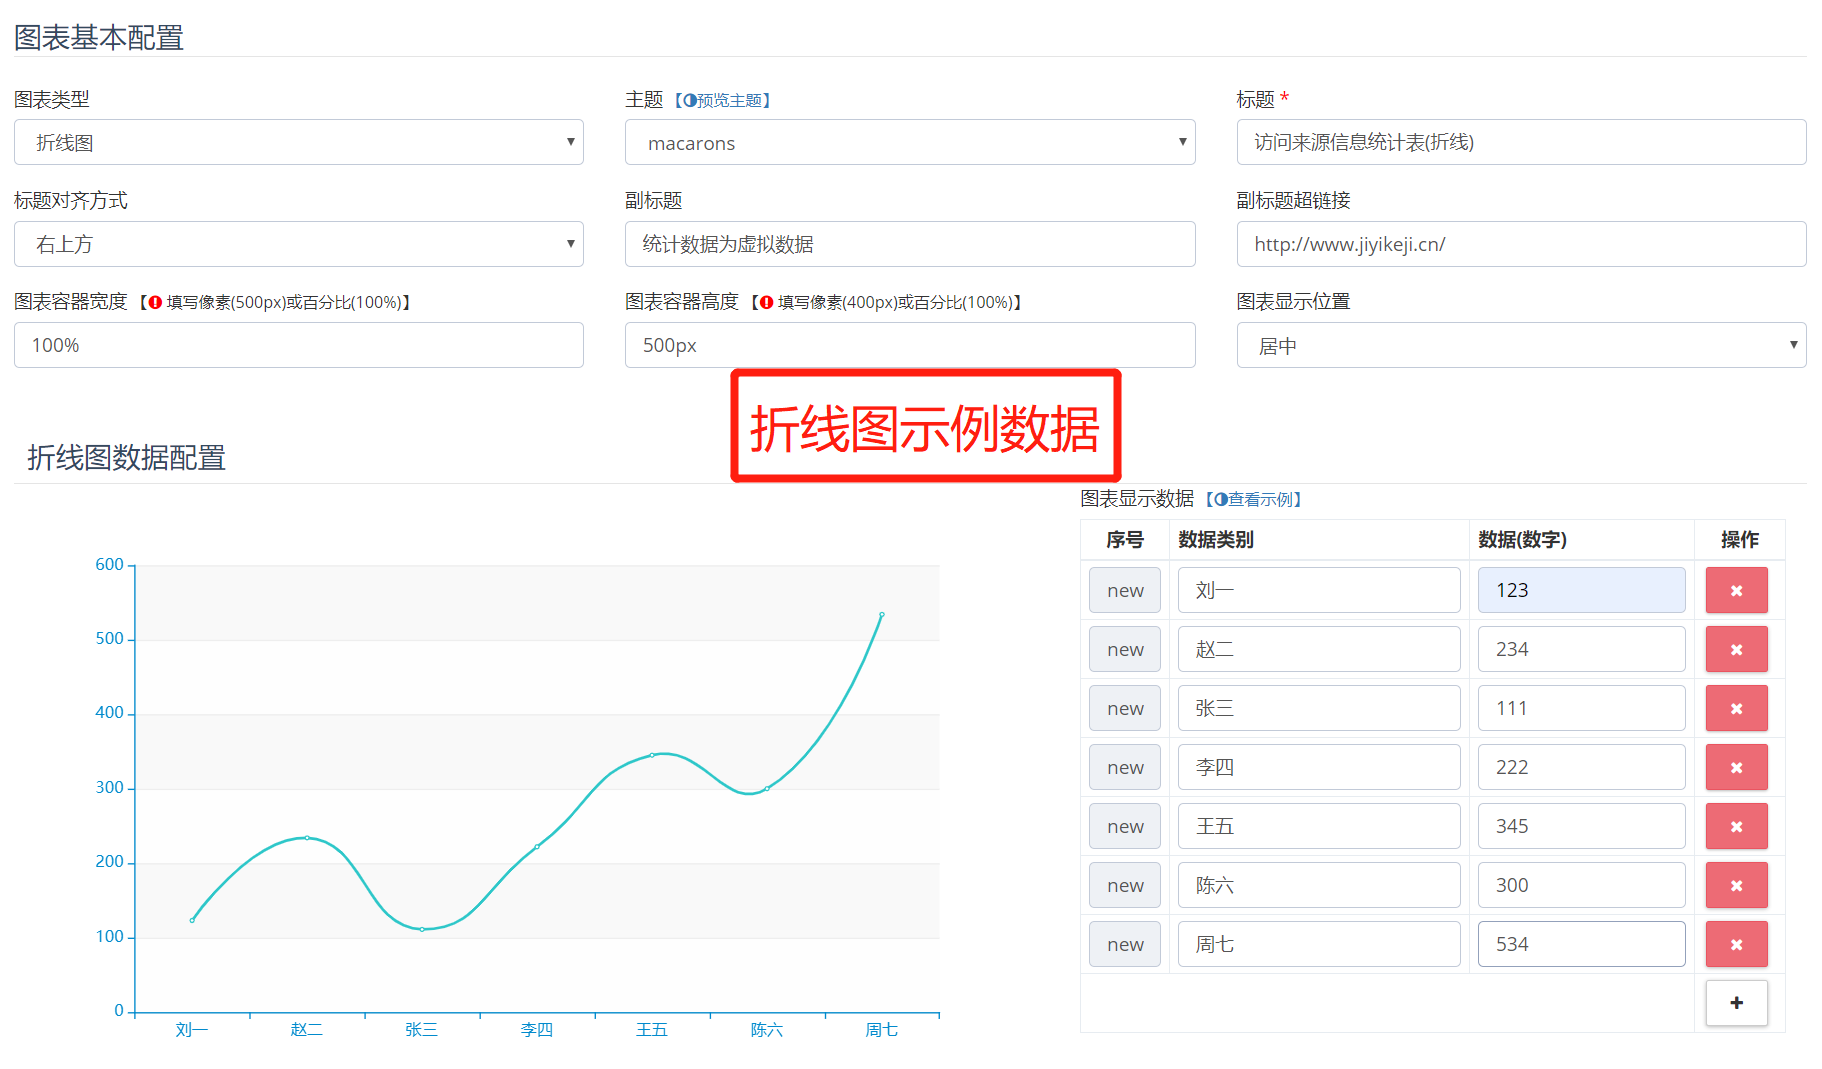 图表基本配置
图表类型
主题 【预览主题】
标题 *
折线图
macarons
访问来源信息统计表(折线)
标题对齐方式
副标题
副标题超链接
右上方
统计数据为虚拟数据
http://www.jiyikeji.cn/
图表容器宽度 【填写像素(500px)或百分比(100%)】
图表容器高度 【填写像素(400px)或百分比(100%)】
图表显示位置
100%
500px
居中
折线图示例数据
折线图数据配置
600
500
400
300
200
100
0
刘一 赵二 张三 李四 王五 陈六 周七
图表显示数据 【查看示例】
序号 数据类别 数据(数字) 操作
new 刘一 123
new 赵二 234
new 张三 111
new 李四 222
new 王五 345
new 陈六 300
new 周七 534